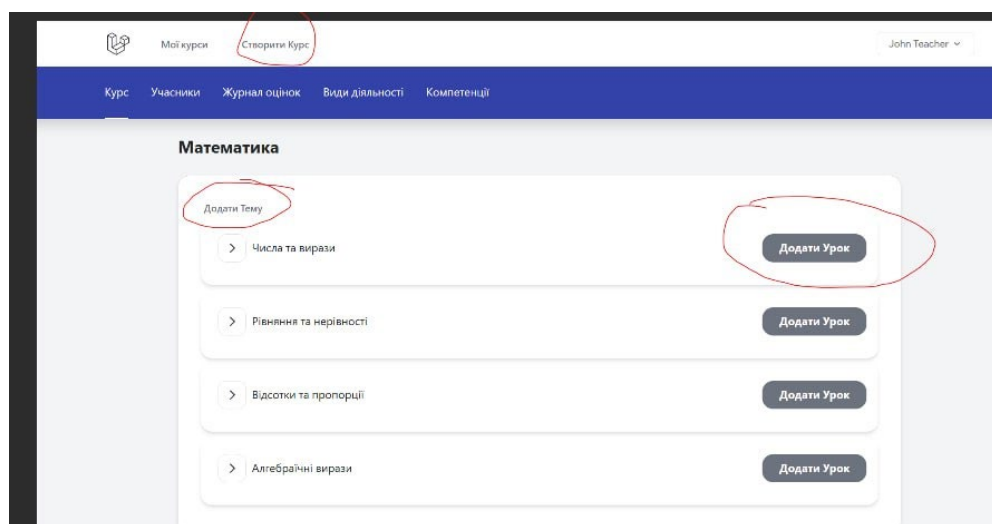 Мої курси Створити Курс John Teacher
Курс Учасники Журнал оцінок Види діяльності Компетенції
Математика
Додати Тему
Числа та вирази Додати Урок
Рівняння та нерівності Додати Урок
Відсотки та пропорції Додати Урок
Алгебраїчні вирази Додати Урок